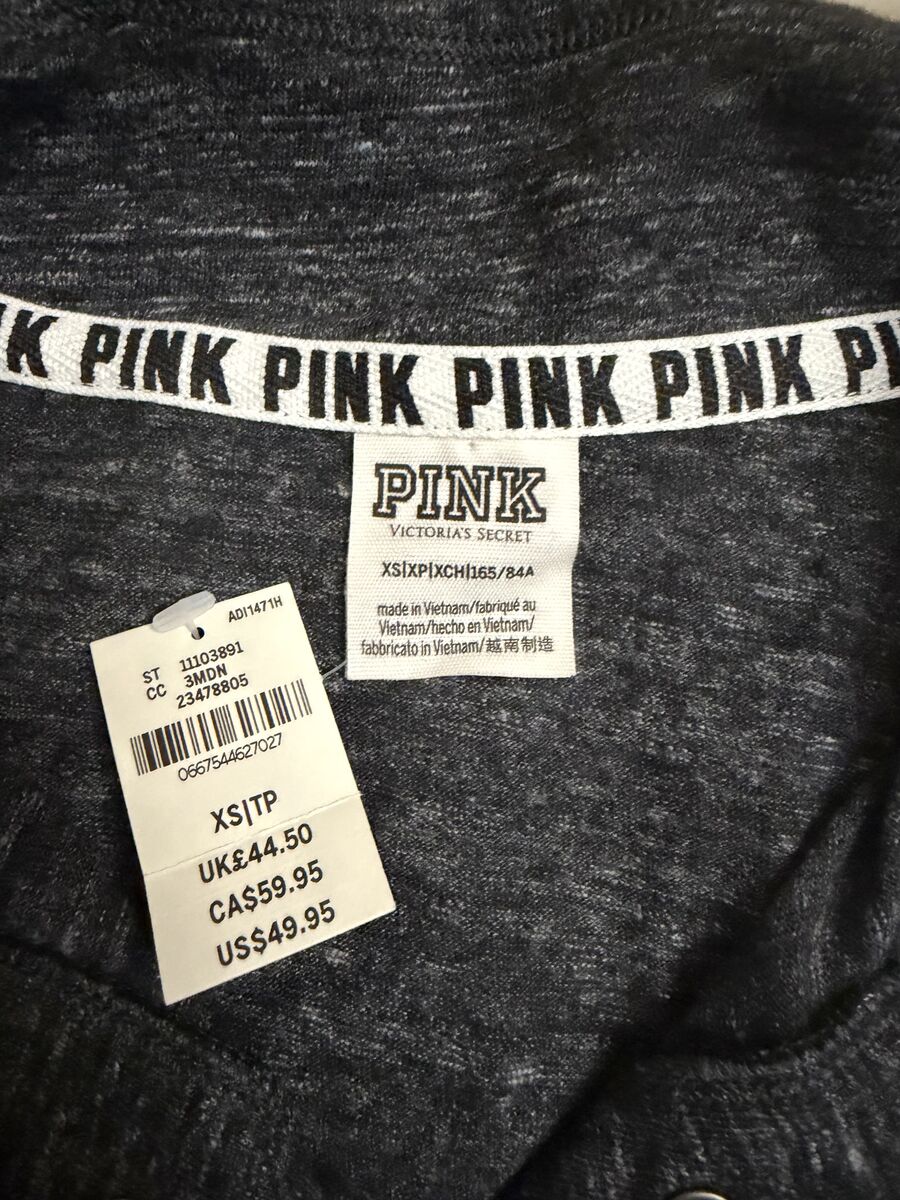 PINK PINK PINK PINK
PINK
VICTORIA'S SECRET
XS|XP|XCH|165/84A
made in Vietnam/fabriqué au
Vietnam/hecho en Vietnam/
fabbricato in Vietnam/越南制造
ADI1471H
ST 11103891
CC 3MDN
23478805
0667544627027
XS|TP
UK£44.50
CA$59.95
US$49.95